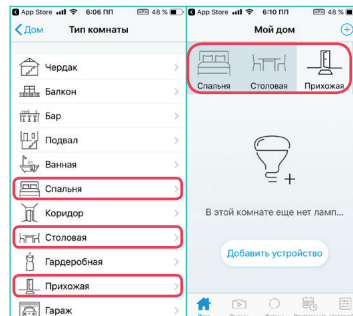 App Store 6:06 ПП 48 %
Дом Тип комнаты
Чердак
Балкон
Бар
Подвал
Ванная
Спальня
Коридор
Столовая
Гардеробная
Прихожая
Гараж
App Store 6:10 ПП 48 %
Мой дом
Спальня Столовая Прихожая
В этой комнате еще нет ламп...
Добавить устройство